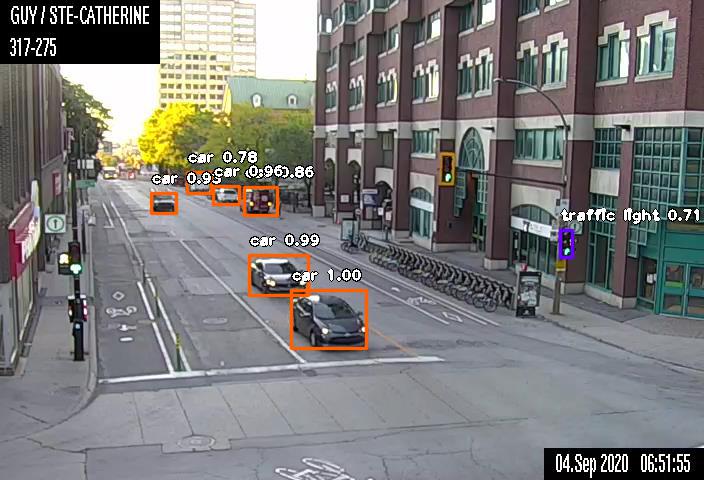 GUY / STE-CATHERINE
317-275
car 0.78
car 0.93
car 0.96
0.86
traffic light 0.71
car 0.99
car 1.00
04.Sep 2020 06:51:55